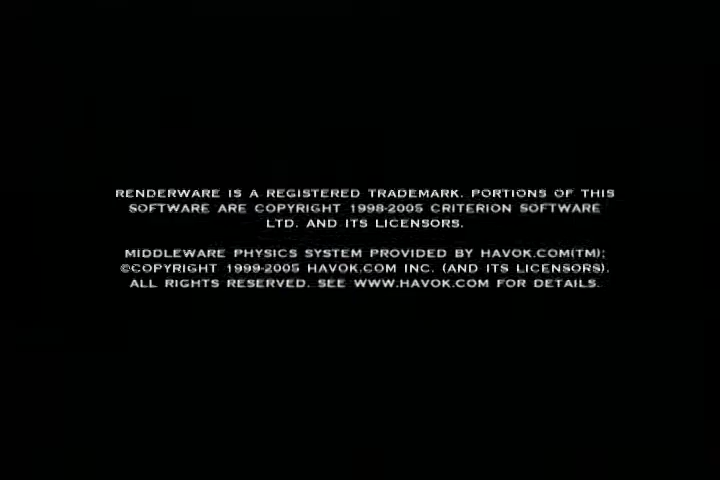 RENDERWARE IS A REGISTERED TRADEMARK. PORTIONS OF THIS
SOFTWARE ARE COPYRIGHT 1998-2005 CRITERION SOFTWARE
LTD. AND ITS LICENSORS.
MIDDLEWARE PHYSICS SYSTEM PROVIDED BY HAVOK.COM(TM);
©COPYRIGHT 1999-2005 HAVOK.COM INC. (AND ITS LICENSORS).
ALL RIGHTS RESERVED. SEE WWW.HAVOK.COM FOR DETAILS.